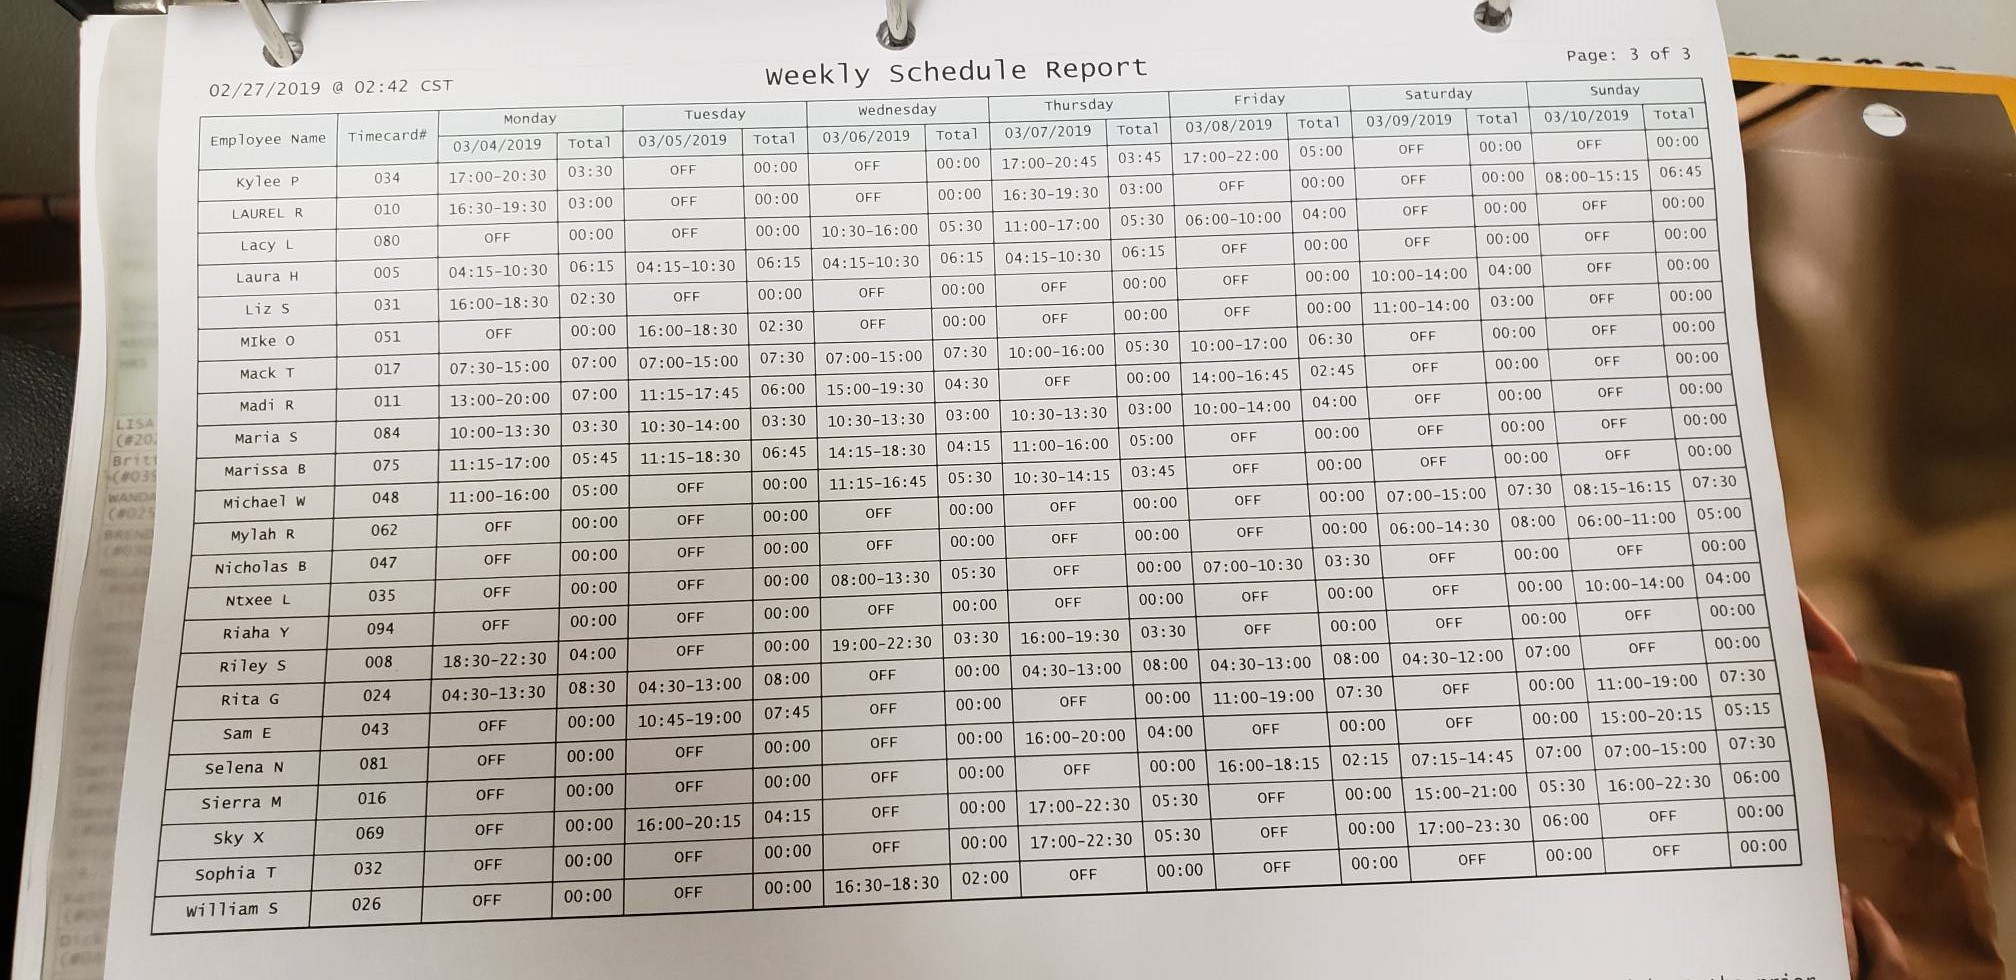 02/27/2019 @ 02:42 CST Weekly Schedule Report Page: 3 of 3
Monday Tuesday Wednesday Thursday Friday Saturday Sunday
Employee Name Timecard# 03/04/2019 Total 03/05/2019 Total 03/06/2019 Total 03/07/2019 Total 03/08/2019 Total 03/09/2019 Total 03/10/2019 Total
Kylee P 034 17:00-20:30 03:30 OFF 00:00 OFF 00:00 17:00-20:45 03:45 17:00-22:00 05:00 OFF 00:00 OFF 00:00
LAUREL R 010 16:30-19:30 03:00 OFF 00:00 OFF 00:00 16:30-19:30 03:00 OFF 00:00 OFF 00:00 08:00-15:15 06:45
Lacy L 080 OFF 00:00 OFF 00:00 10:30-16:00 05:30 11:00-17:00 05:30 06:00-10:00 04:00 OFF 00:00 OFF 00:00
Laura H 005 04:15-10:30 06:15 04:15-10:30 06:15 04:15-10:30 06:15 04:15-10:30 06:15 OFF 00:00 OFF 00:00 OFF 00:00
Liz S 031 16:00-18:30 02:30 OFF 00:00 OFF 00:00 OFF 00:00 OFF 00:00 10:00-14:00 04:00 OFF 00:00
MIke O 051 OFF 00:00 16:00-18:30 02:30 OFF 00:00 OFF 00:00 OFF 00:00 11:00-14:00 03:00 OFF 00:00
Mack T 017 07:30-15:00 07:00 07:00-15:00 07:30 07:00-15:00 07:30 10:00-16:00 05:30 10:00-17:00 06:30 OFF 00:00 OFF 00:00
Madi R 011 13:00-20:00 07:00 11:15-17:45 06:00 15:00-19:30 04:30 OFF 00:00 14:00-16:45 02:45 OFF 00:00 OFF 00:00
Maria S 084 10:00-13:30 03:30 10:30-14:00 03:30 10:30-13:30 03:00 10:30-13:30 03:00 10:00-14:00 04:00 OFF 00:00 OFF 00:00
Marissa B 075 11:15-17:00 05:45 11:15-18:30 06:45 14:15-18:30 04:15 11:00-16:00 05:00 OFF 00:00 OFF 00:00 OFF 00:00
Michael W 048 11:00-16:00 05:00 OFF 00:00 11:15-16:45 05:30 10:30-14:15 03:45 OFF 00:00 OFF 00:00 OFF 00:00
Mylah R 062 OFF 00:00 OFF 00:00 OFF 00:00 OFF 00:00 OFF 00:00 07:00-15:00 07:30 08:15-16:15 07:30
Nicholas B 047 OFF 00:00 OFF 00:00 OFF 00:00 OFF 00:00 OFF 00:00 06:00-14:30 08:00 06:00-11:00 05:00
Ntxee L 035 OFF 00:00 OFF 00:00 08:00-13:30 05:30 OFF 00:00 07:00-10:30 03:30 OFF 00:00 OFF 00:00
Riaha Y 094 OFF 00:00 OFF 00:00 OFF 00:00 OFF 00:00 OFF 00:00 OFF 00:00 10:00-14:00 04:00
Riley S 008 18:30-22:30 04:00 OFF 00:00 19:00-22:30 03:30 16:00-19:30 03:30 OFF 00:00 OFF 00:00 OFF 00:00
Rita G 024 04:30-13:30 08:30 04:30-13:00 08:00 OFF 00:00 04:30-13:00 08:00 04:30-13:00 08:00 04:30-12:00 07:00 OFF 00:00
Sam E 043 OFF 00:00 10:45-19:00 07:45 OFF 00:00 OFF 00:00 11:00-19:00 07:30 OFF 00:00 11:00-19:00 07:30
Selena N 081 OFF 00:00 OFF 00:00 OFF 00:00 16:00-20:00 04:00 OFF 00:00 OFF 00:00 15:00-20:15 05:15
Sierra M 016 OFF 00:00 OFF 00:00 OFF 00:00 OFF 00:00 16:00-18:15 02:15 07:15-14:45 07:00 07:00-15:00 07:30
Sky X 069 OFF 00:00 16:00-20:15 04:15 OFF 00:00 17:00-22:30 05:30 OFF 00:00 15:00-21:00 05:30 16:00-22:30 06:00
Sophia T 032 OFF 00:00 OFF 00:00 OFF 00:00 17:00-22:30 05:30 OFF 00:00 17:00-23:30 06:00 OFF 00:00
William S 026 OFF 00:00 OFF 00:00 16:30-18:30 02:00 OFF 00:00 OFF 00:00 OFF 00:00 OFF 00:00